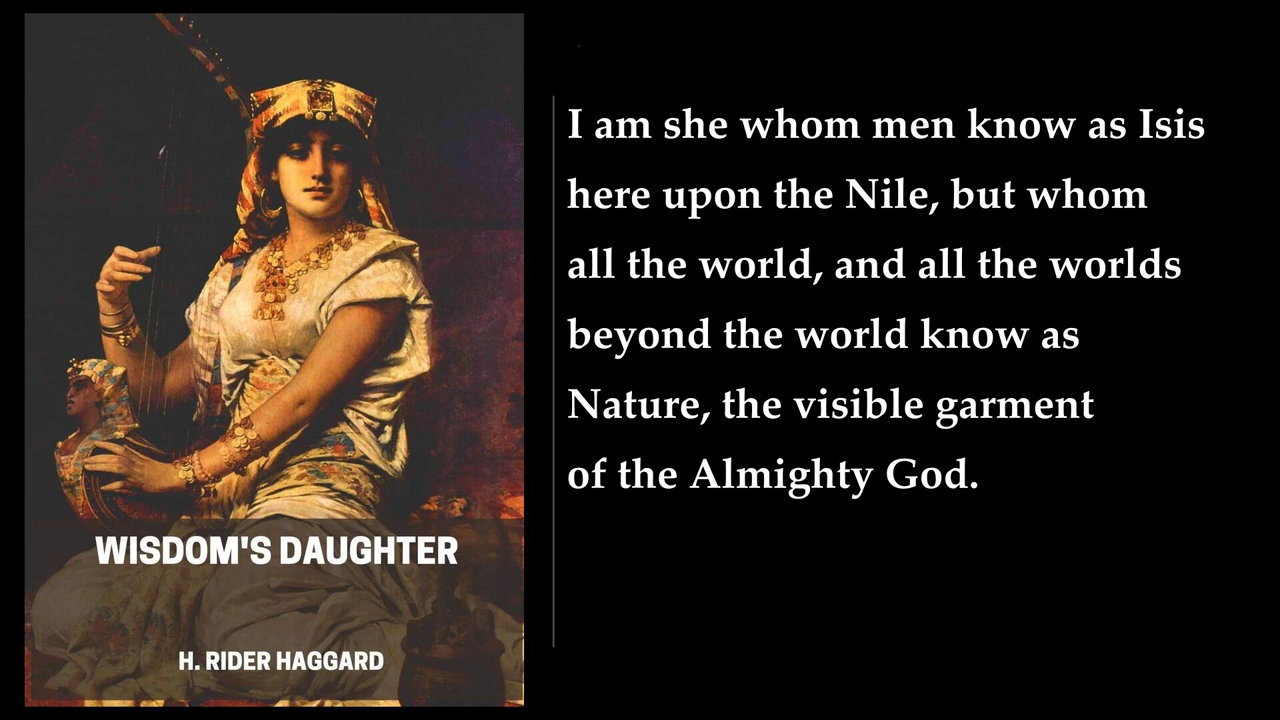 WISDOM'S DAUGHTER
H. RIDER HAGGARD
I am she whom men know as Isis
here upon the Nile, but whom
all the world, and all the worlds
beyond the world know as
Nature, the visible garment
of the Almighty God.